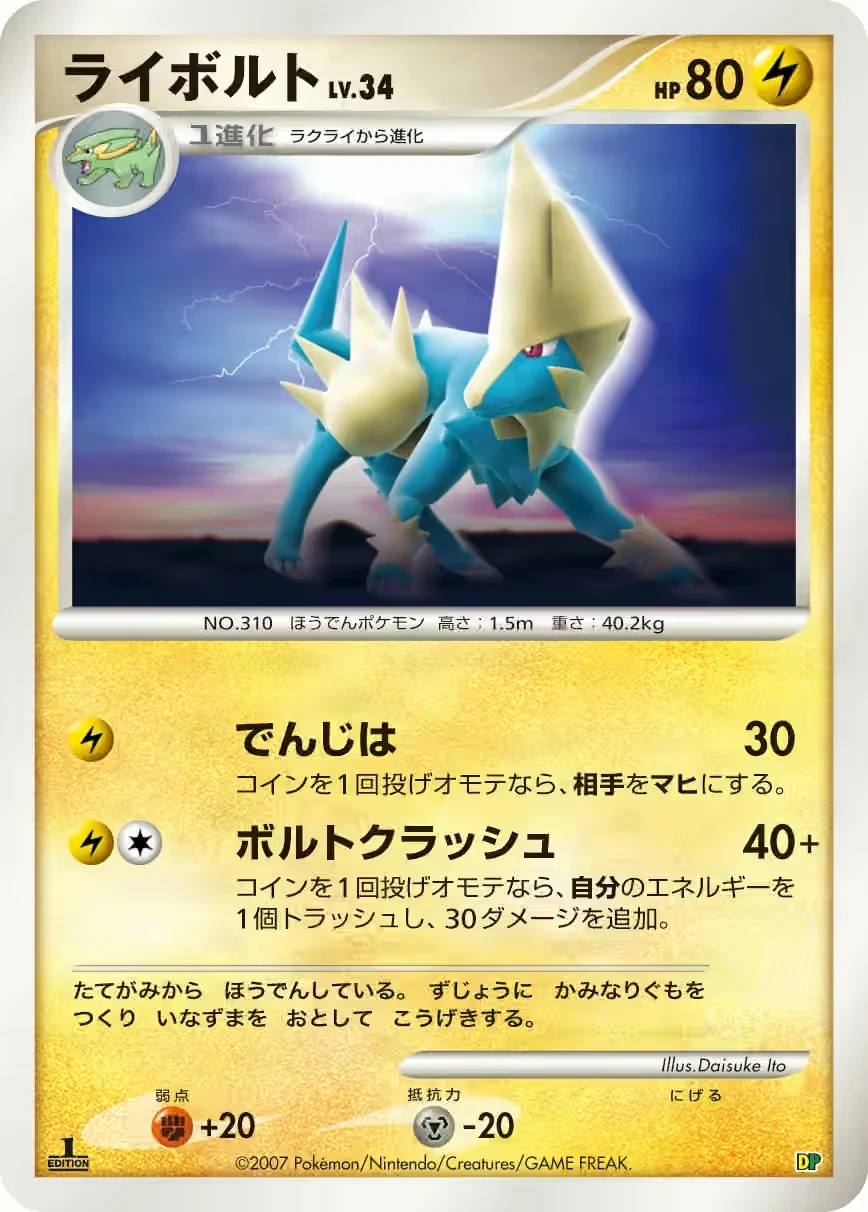 ライボルト LV.34 HP 80
1進化 ラクライから進化
NO.310 ほうでんポケモン 高さ：1.5m 重さ：40.2kg
でんじは 30
コインを1回投げオモテなら、相手をマヒにする。
ボルトクラッシュ 40+
コインを1回投げオモテなら、自分のエネルギーを
1個トラッシュし、30ダメージを追加。
たてがみから ほうでんしている。 ずじょうに かみなりぐもを
つくり いなずまを おとして こうげきする。
Illus.Daisuke Ito
弱点 抵抗力 にげる
+20 -20
1 EDITION
©2007 Pokémon/Nintendo/Creatures/GAME FREAK.
DP